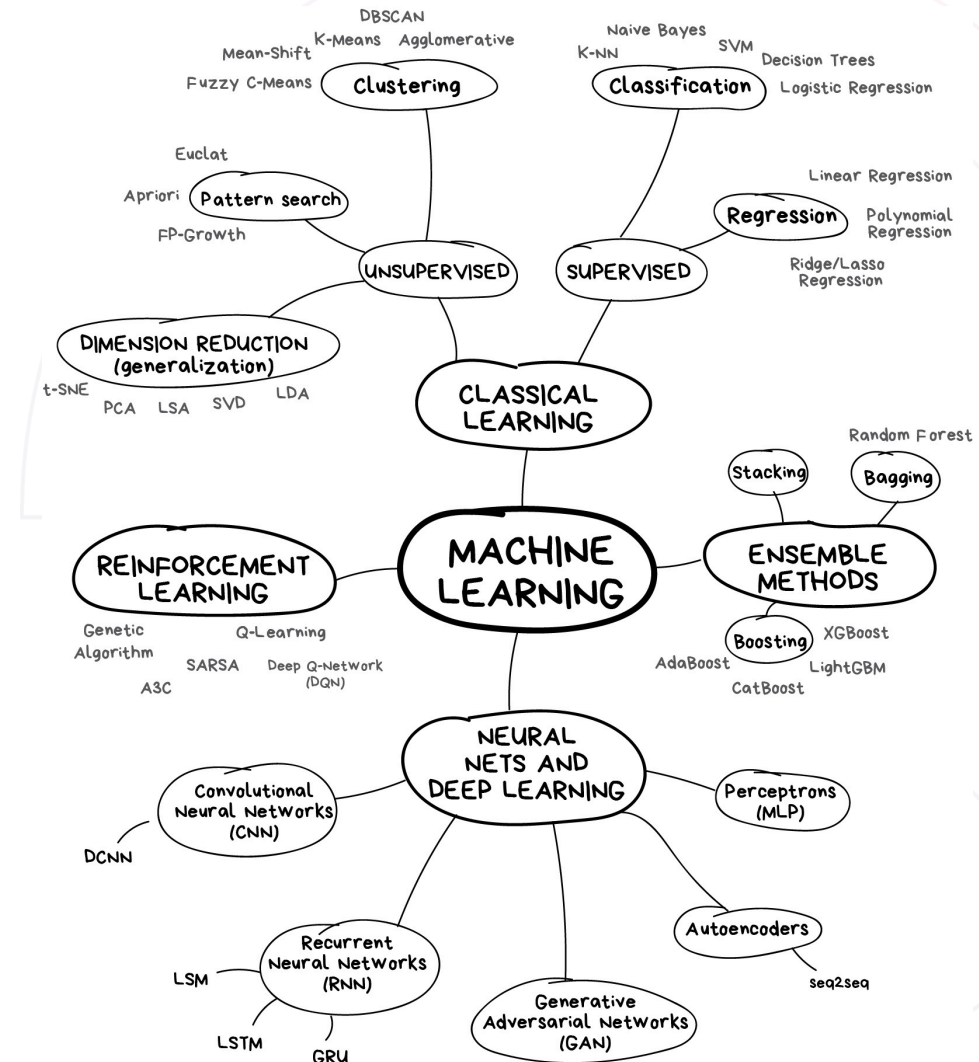 DBSCAN
K-Means Agglomerative
Mean-Shift
Fuzzy C-Means
Clustering
Naive Bayes
K-NN
SVM
Decision Trees
Classification
Logistic Regression
Euclat
Apriori
Pattern search
FP-Growth
Linear Regression
Regression
Polynomial
Regression
Ridge/Lasso
Regression
UNSUPERVISED
SUPERVISED
DIMENSION REDUCTION
(generalization)
t-SNE
PCA
LSA
SVD
LDA
CLASSICAL
LEARNING
Random Forest
Stacking
Bagging
REINFORCEMENT
LEARNING
MACHINE
LEARNING
ENSEMBLE
METHODS
Genetic
Algorithm
Q-Learning
SARSA
Deep Q-Network
(DQN)
A3C
Boosting
XGBoost
AdaBoost
LightGBM
CatBoost
NEURAL
NETS AND
DEEP LEARNING
Convolutional
Neural Networks
(CNN)
DCNN
Perceptrons
(MLP)
Autoencoders
seq2seq
Recurrent
Neural Networks
(RNN)
LSM
LSTM
GRU
Generative
Adversarial Networks
(GAN)